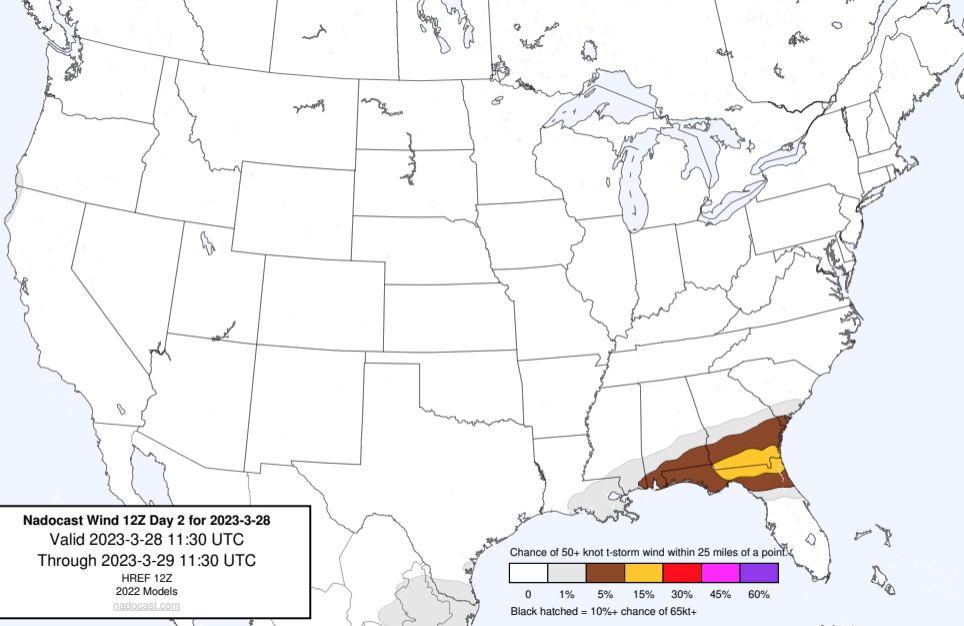 Nadocast Wind 12Z Day 2 for 2023-3-28
Valid 2023-3-28 11:30 UTC
Through 2023-3-29 11:30 UTC
HREF 12Z
2022 Models
nadocast.com
Chance of 50+ knot t-storm wind within 25 miles of a point.
0 1% 5% 15% 30% 45% 60%
Black hatched = 10%+ chance of 65kt+